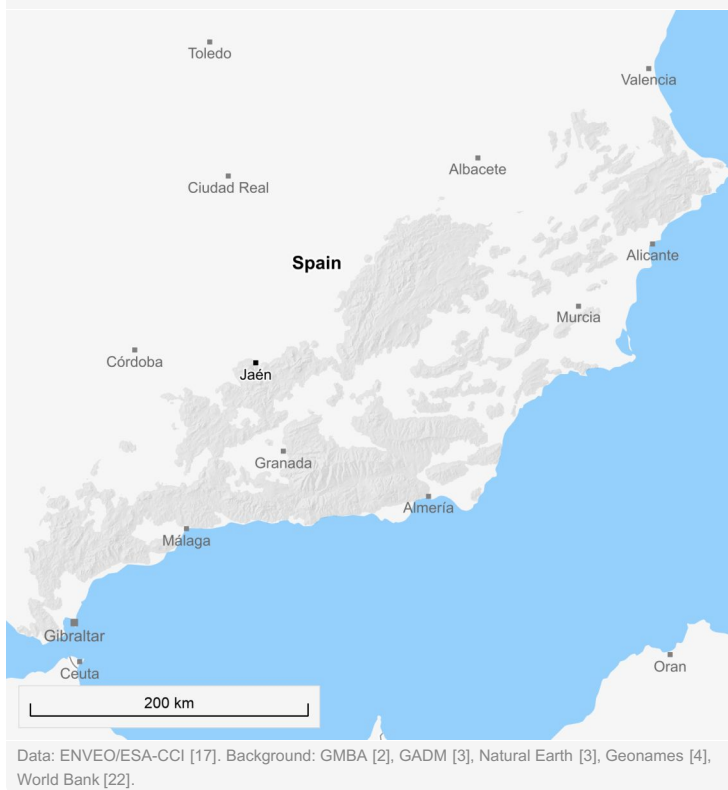 Toledo
Valencia
Albacete
Ciudad Real
Spain
Alicante
Murcia
Córdoba
Jaén
Granada
Almería
Málaga
Gibraltar
Ceuta
Oran
200 km
Data: ENVEO/ESA-CCI [17]. Background: GMBA [2], GADM [3], Natural Earth [3], Geonames [4],
World Bank [22].